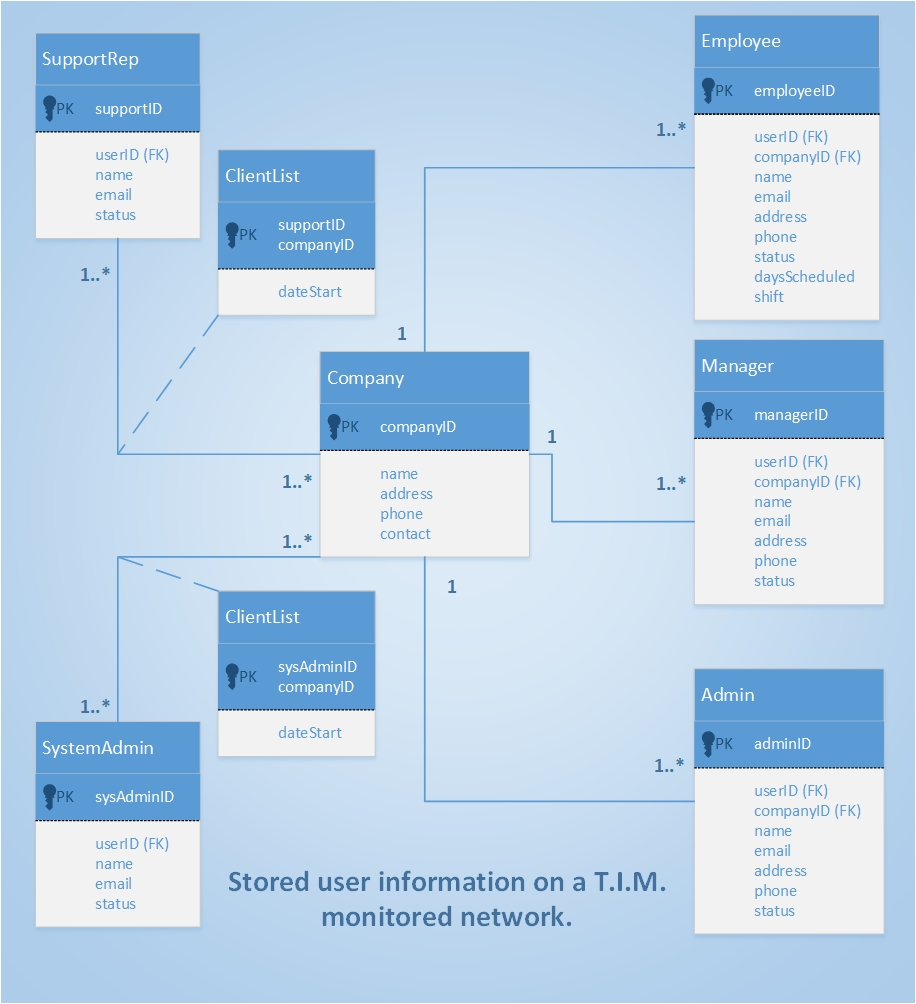 SupportRep
PK supportID
userID (FK)
name
email
status
1..*
ClientList
PK supportID
companyID
dateStart
Employee
PK employeeID
1..*
userID (FK)
companyID (FK)
name
email
address
phone
status
daysScheduled
shift
1
Company
PK companyID
name
address
phone
contact
1..*
1..*
1
1
Manager
PK managerID
1..*
userID (FK)
companyID (FK)
name
email
address
phone
status
ClientList
PK sysAdminID
companyID
dateStart
1..*
SystemAdmin
PK sysAdminID
userID (FK)
name
email
status
Admin
PK adminID
1..*
userID (FK)
companyID (FK)
name
email
address
phone
status
Stored user information on a T.I.M.
monitored network.